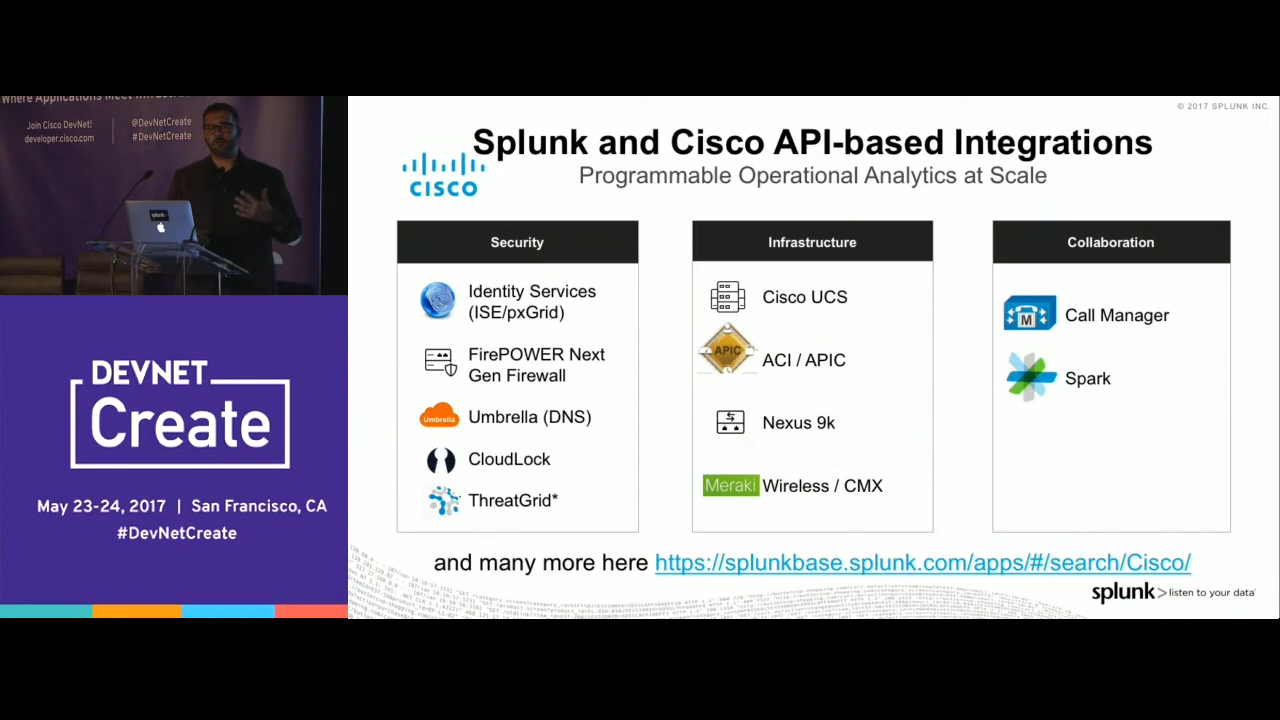 Where Applications Meet
Join Cisco DevNet!
developer.cisco.com
@DevNetCreate
#DevNetCreate
splunk>
DEVNET
Create
May 23-24, 2017 | San Francisco, CA
#DevNetCreate
© 2017 SPLUNK INC.
Splunk and Cisco API-based Integrations
CISCO
Programmable Operational Analytics at Scale
Security
Identity Services
(ISE/pxGrid)
FirePOWER Next
Gen Firewall
Umbrella
Umbrella (DNS)
CloudLock
ThreatGrid*
Infrastructure
Cisco UCS
APIC
ACI / APIC
Nexus 9k
Meraki Wireless / CMX
Collaboration
M
Call Manager
Spark
and many more here https://splunkbase.splunk.com/apps/#/search/Cisco/
splunk> listen to your data